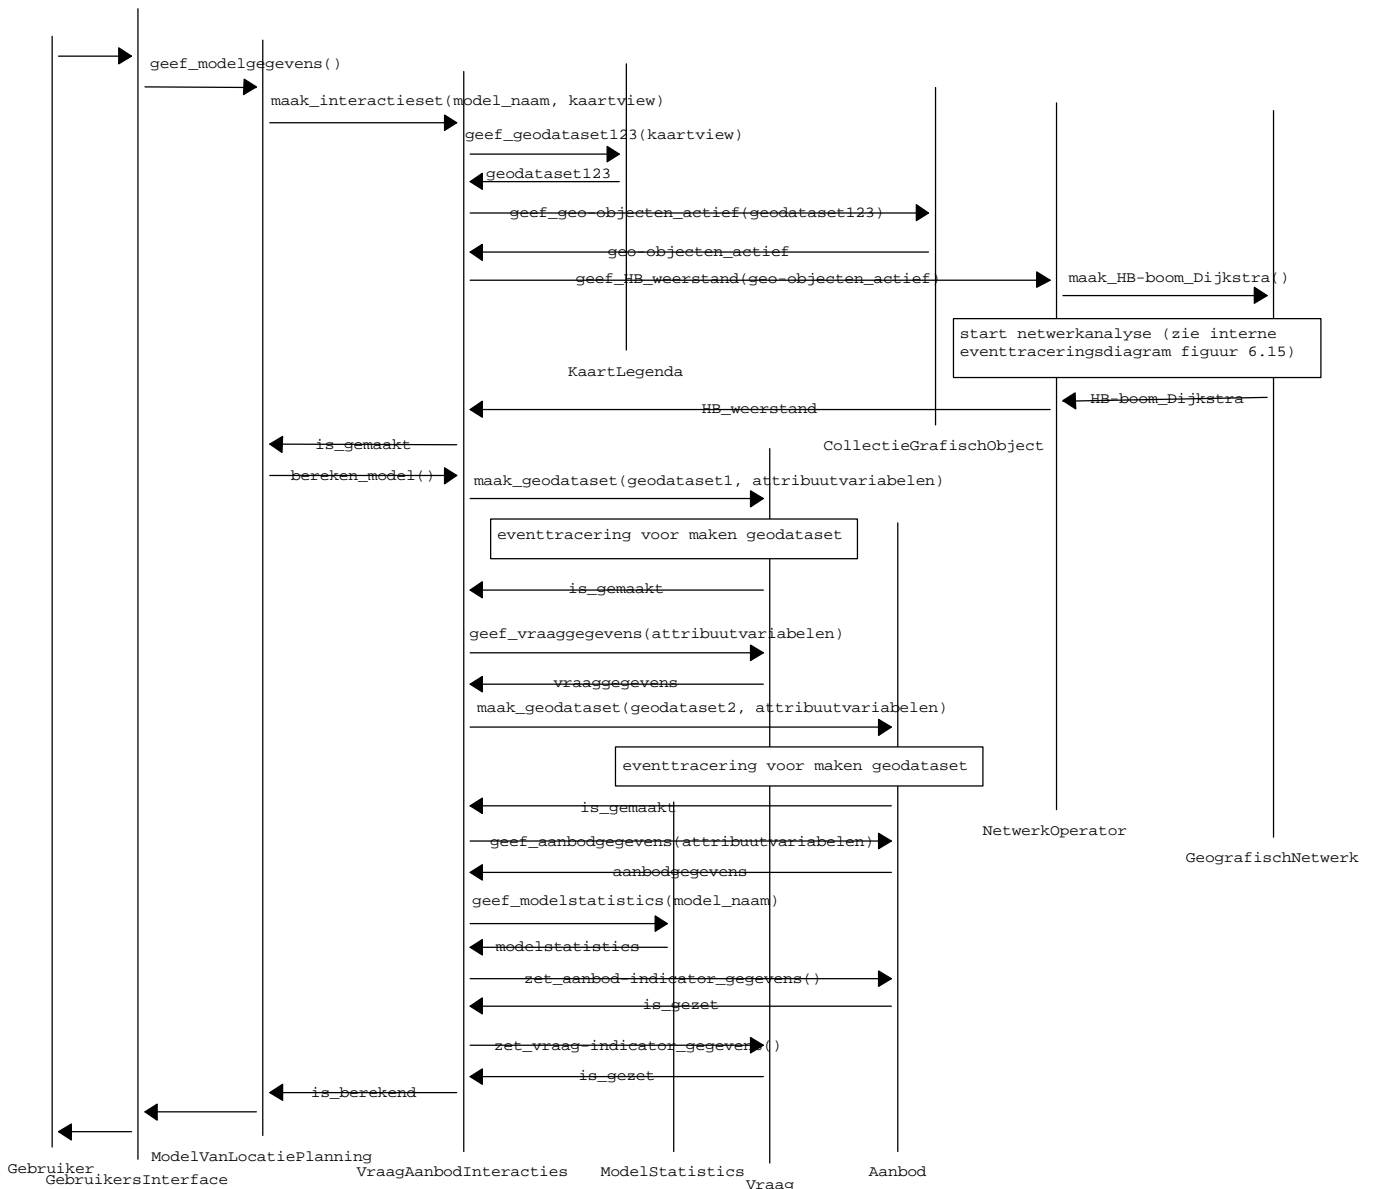 geef_modelgegevens()
maak_interactieset(model_naam, kaartview)
geef_geodataset123(kaartview)
geodataset123
geef_geo-objecten_actief(geodataset123)
geo-objecten_actief
geef_HB_weerstand(geo-objecten_actief)
maak_HB-boom_Dijkstra()
start netwerkanalyse (zie interne
eventtraceringsdiagram figuur 6.15)
KaartLegenda
HB-boom_Dijkstra
HB_weerstand
is_gemaakt
CollectieGrafischObject
bereken_model()
maak_geodataset(geodataset1, attribuutvariabelen)
eventtracering voor maken geodataset
is_gemaakt
geef_vraaggegevens(attribuutvariabelen)
vraaggegevens
maak_geodataset(geodataset2, attribuutvariabelen)
eventtracering voor maken geodataset
is_gemaakt
NetwerkOperator
geef_aanbodgegevens(attribuutvariabelen)
GeografischNetwerk
aanbodgegevens
geef_modelstatistics(model_naam)
modelstatistics
zet_aanbod-indicator_gegevens()
is_gezet
zet_vraag-indicator_gegevens()
is_gezet
is_berekend
ModelVanLocatiePlanning
Gebruiker
VraagAanbodInteracties
ModelStatistics
Aanbod
GebruikersInterface
Vraag